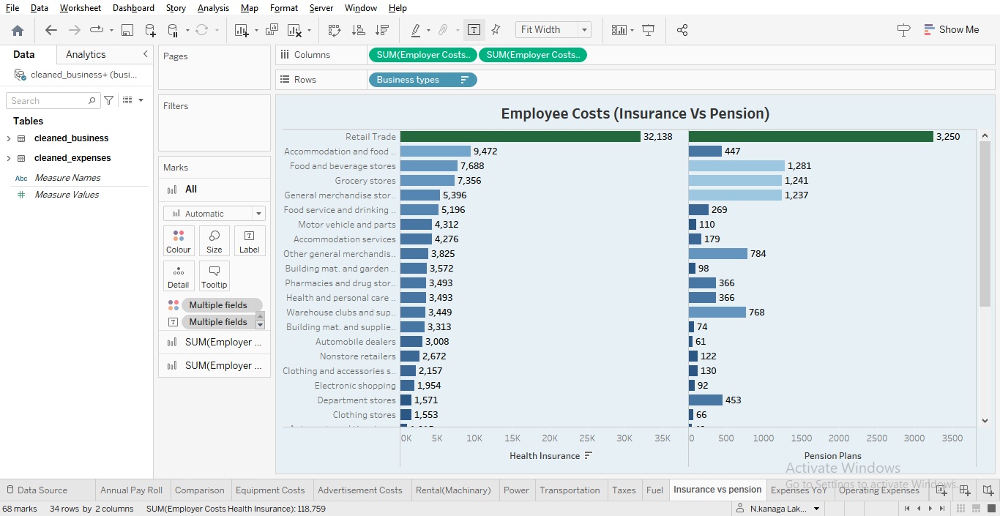 File Data Worksheet Dashboard Story Analysis Map Format Server Window Help
Fit Width
Show Me
Data Analytics
cleaned_business+ (busi...
Search
Tables
cleaned_business
cleaned_expenses
Abc Measure Names
# Measure Values
Pages
Filters
Marks
All
Automatic
Colour Size Label
Detail Tooltip
Multiple fields
Multiple fields
SUM(Employer ...
SUM(Employer ...
Columns SUM(Employer Costs.. SUM(Employer Costs..
Rows Business types
Employee Costs (Insurance Vs Pension)
Retail Trade 32,138 3,250
Accommodation and food .. 9,472 447
Food and beverage stores 7,688 1,281
Grocery stores 7,356 1,241
General merchandise stor.. 5,396 1,237
Food service and drinking .. 5,196 269
Motor vehicle and parts 4,312 110
Accommodation services 4,276 179
Other general merchandis.. 3,825 784
Building mat. and garden .. 3,572 98
Pharmacies and drug stor.. 3,493 366
Health and personal care .. 3,493 366
Warehouse clubs and sup.. 3,449 768
Building mat. and supplie.. 3,313 74
Automobile dealers 3,008 61
Nonstore retailers 2,672 122
Clothing and accessories s.. 2,157 130
Electronic shopping 1,954 92
Department stores 1,571 453
Clothing stores 1,553 66
0K 5K 10K 15K 20K 25K 30K 35K 0 500 1000 1500 2000 2500 3000 3500
Health Insurance Pension Plans
Activate Windows
Go to Settings to activate Windows.
Data Source Annual Pay Roll Comparison Equipment Costs Advertisement Costs Rental(Machinary) Power Transportation Taxes Fuel Insurance vs pension Expenses YoY Operating Expenses
68 marks 34 rows by 2 columns SUM(Employer Costs Health Insurance): 118,759 N.kanaga Lak...